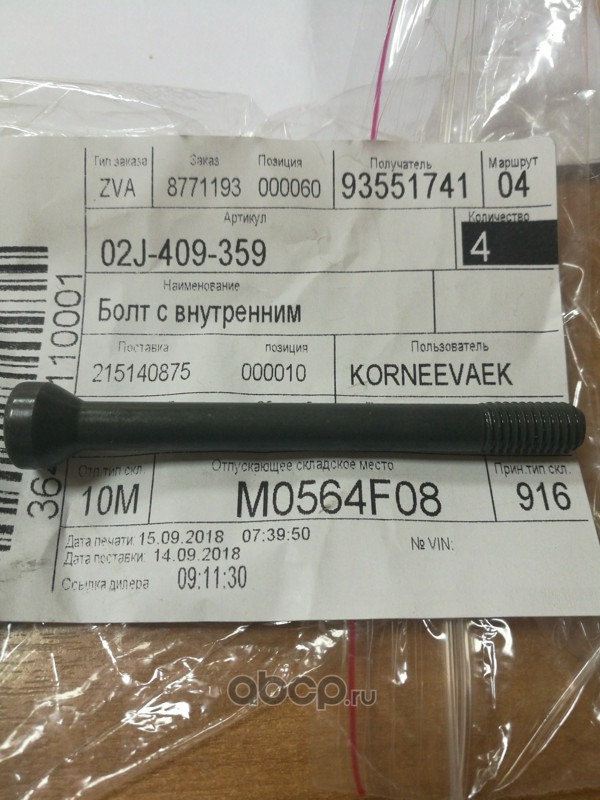 Тип заказа Заказ Позиция Получатель Маршрут
ZVA 8771193 000060 93551741 04
Артикул Количество
02J-409-359 4
Наименование
Болт с внутренним
Поставка позиция Пользователь
215140875 000010 KORNEEVAEK
Отп.тип скл. Отпускающее складское место Прин.тип скл.
10M M0564F08 916
Дата печати: 15.09.2018 07:39:50 № VIN:
Дата поставки: 14.09.2018
Ссылка дилера 09:11:30
110001
abcp.ru